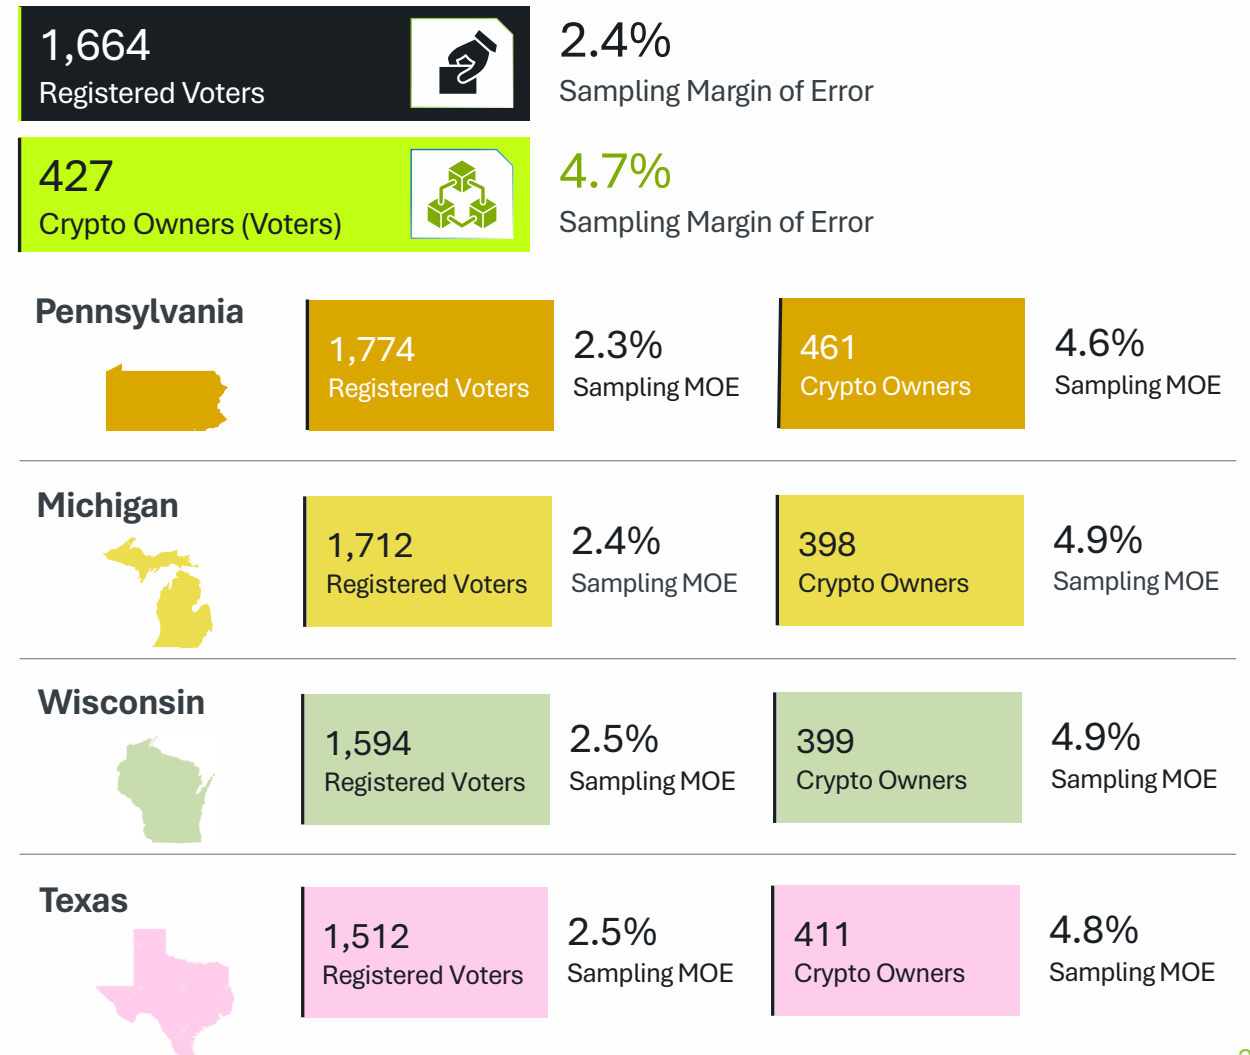 1,664
Registered Voters
2.4%
Sampling Margin of Error
427
Crypto Owners (Voters)
4.7%
Sampling Margin of Error
Pennsylvania
1,774
Registered Voters
2.3%
Sampling MOE
461
Crypto Owners
4.6%
Sampling MOE
Michigan
1,712
Registered Voters
2.4%
Sampling MOE
398
Crypto Owners
4.9%
Sampling MOE
Wisconsin
1,594
Registered Voters
2.5%
Sampling MOE
399
Crypto Owners
4.9%
Sampling MOE
Texas
1,512
Registered Voters
2.5%
Sampling MOE
411
Crypto Owners
4.8%
Sampling MOE